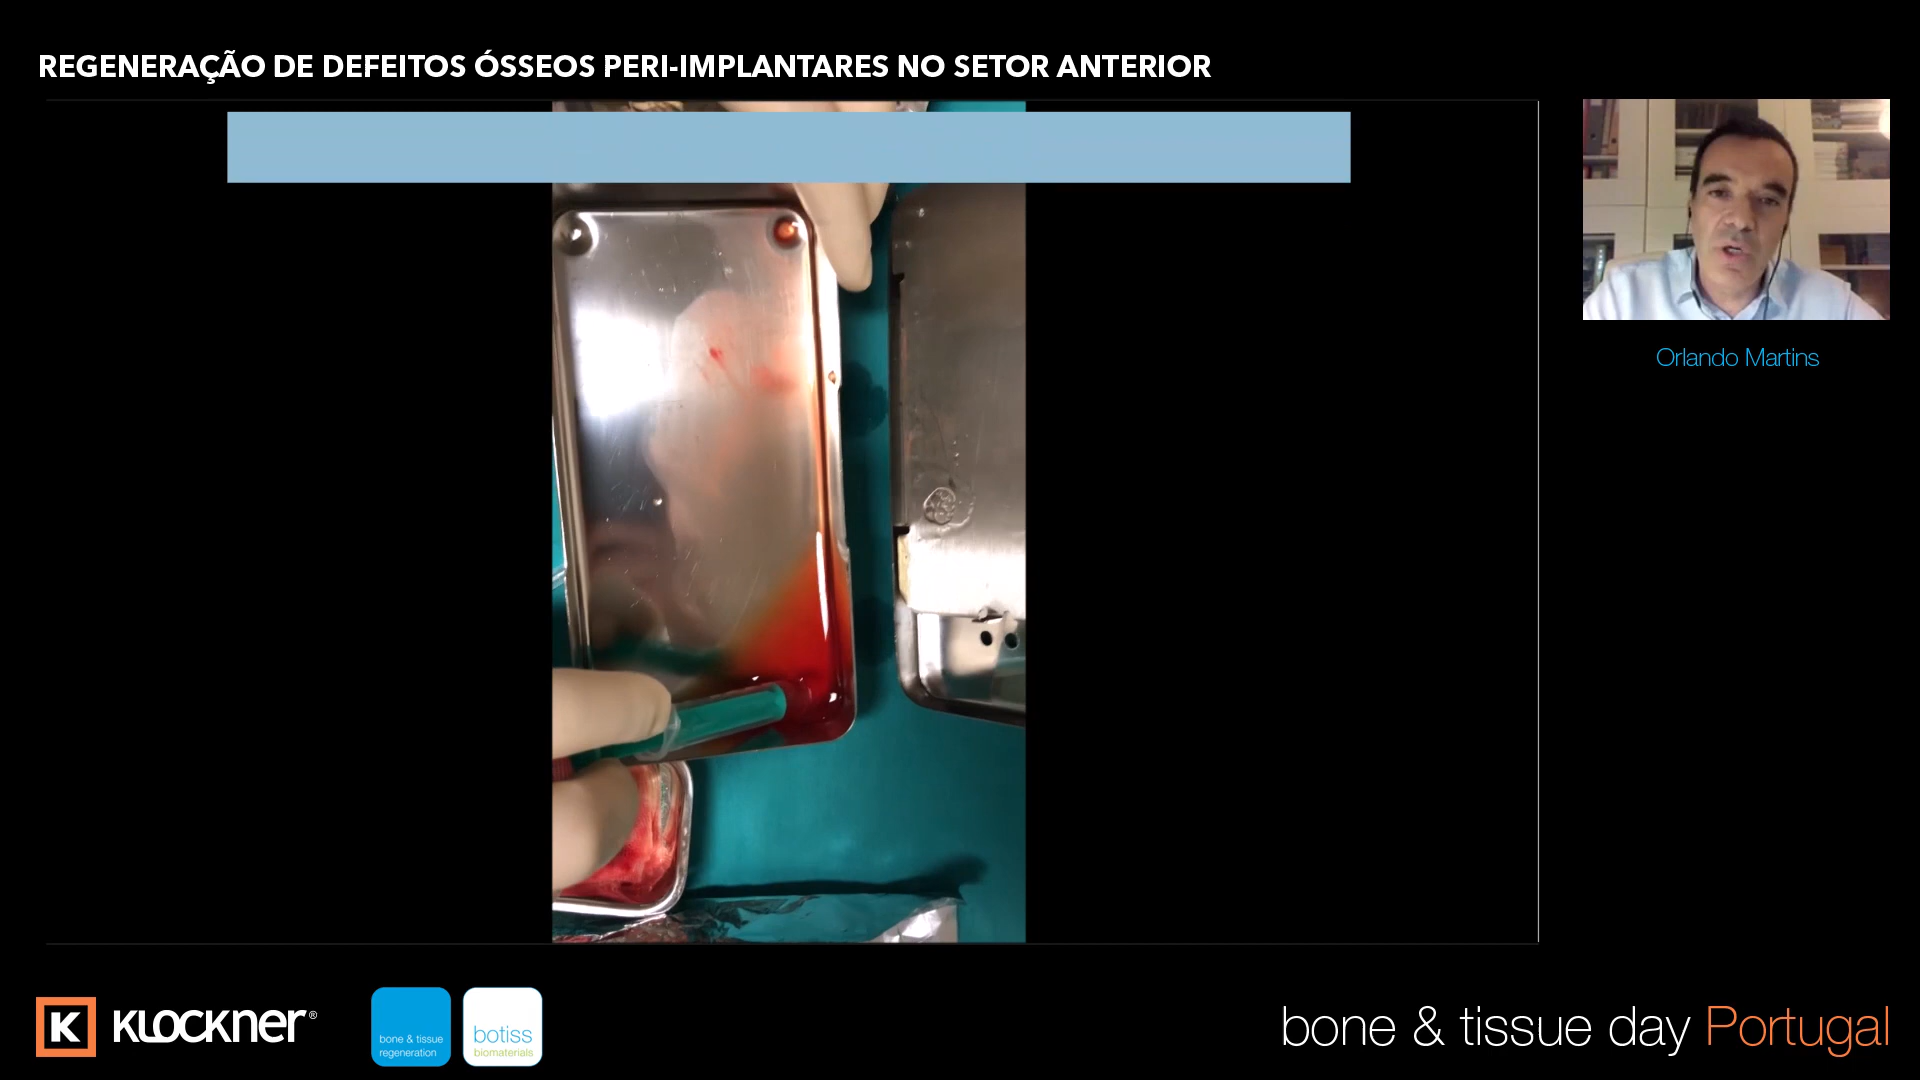 REGENERAÇÃO DE DEFEITOS ÓSSEOS PERI-IMPLANTARES NO SETOR ANTERIOR
Orlando Martins
K KLOCKNER®
bone & tissue
regeneration
botiss
biomaterials
bone & tissue day Portugal